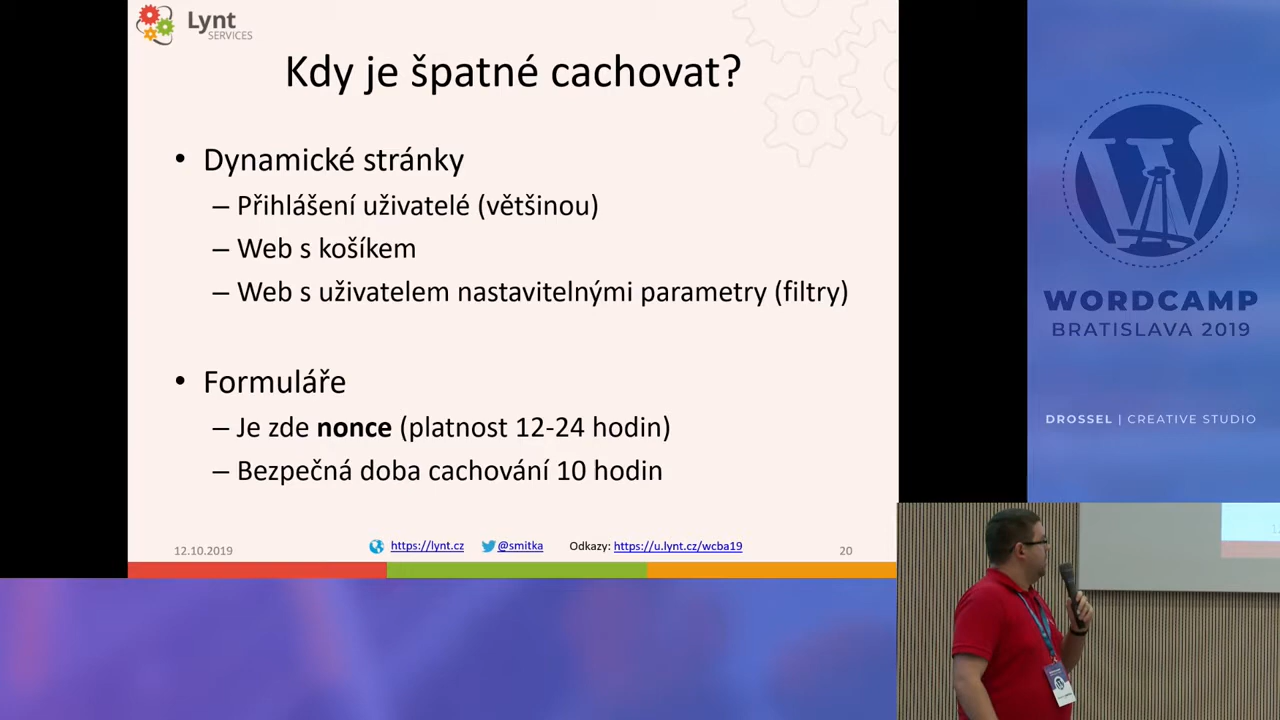 Lynt
SERVICES
Kdy je špatné cachovat?
• Dynamické stránky
– Přihlášení uživatelé (většinou)
– Web s košíkem
– Web s uživatelem nastavitelnými parametry (filtry)
• Formuláře
– Je zde nonce (platnost 12-24 hodin)
– Bezpečná doba cachování 10 hodin
12.10.2019
https://lynt.cz
@smitka
Odkazy: https://u.lynt.cz/wcba19
20
WORDCAMP
BRATISLAVA 2019
DROSSEL | CREATIVE STUDIO